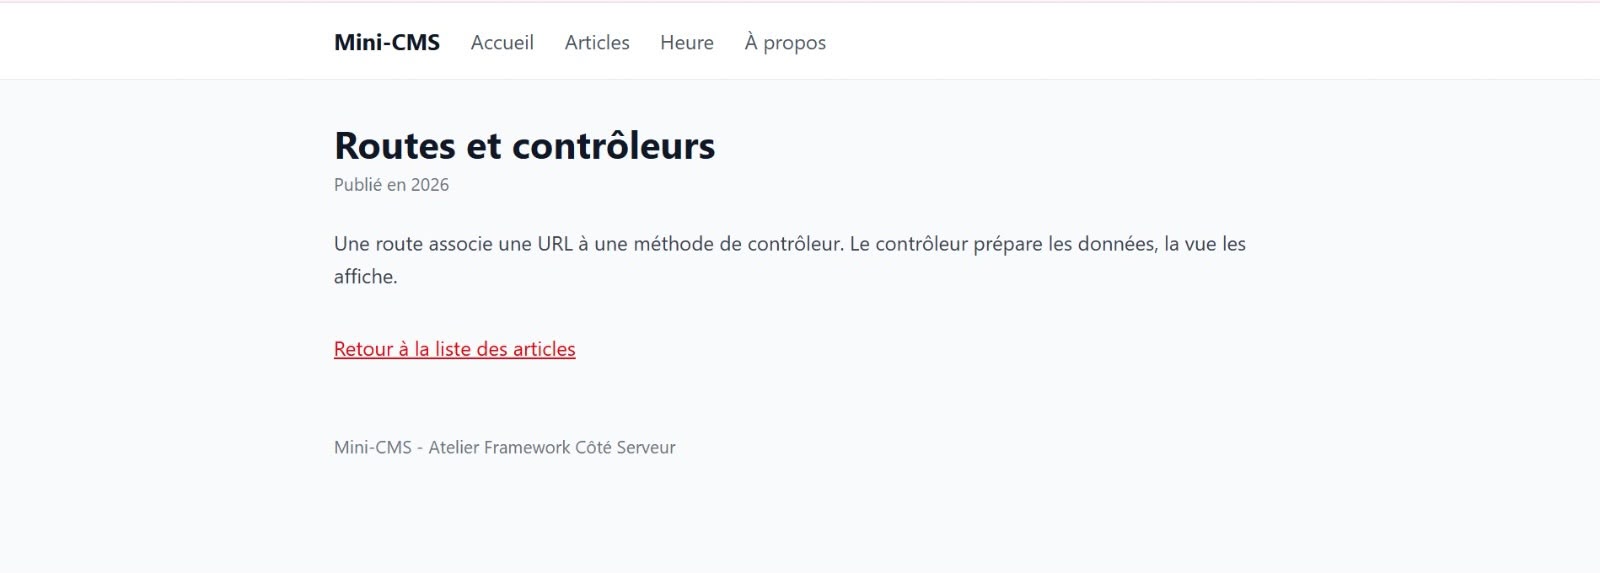 Mini-CMS Accueil Articles Heure À propos
Routes et contrôleurs
Publié en 2026
Une route associe une URL à une méthode de contrôleur. Le contrôleur prépare les données, la vue les
affiche.
Retour à la liste des articles
Mini-CMS - Atelier Framework Côté Serveur